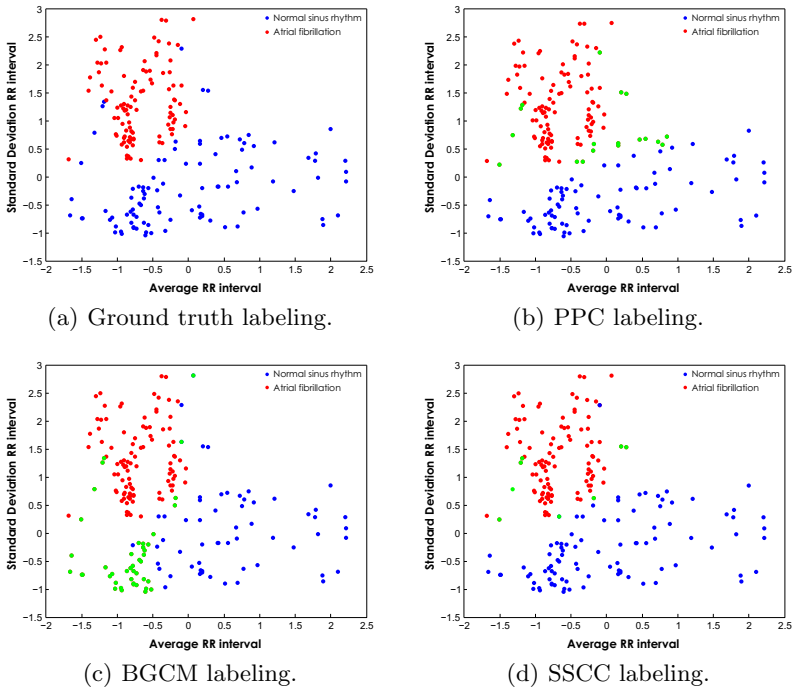 Normal sinus rhythm
Atrial fibrillation
3
2.5
2
1.5
1
0.5
0
−0.5
−1
−1.5
Standard Deviation RR interval
−2 −1.5 −1 −0.5 0 0.5 1 1.5 2 2.5
Average RR interval
(a) Ground truth labeling.
Normal sinus rhythm
Atrial fibrillation
3
2.5
2
1.5
1
0.5
0
−0.5
−1
−1.5
Standard Deviation RR interval
−2 −1.5 −1 −0.5 0 0.5 1 1.5 2 2.5
Average RR interval
(b) PPC labeling.
Normal sinus rhythm
Atrial fibrillation
3
2.5
2
1.5
1
0.5
0
−0.5
−1
−1.5
Standard Deviation RR interval
−2 −1.5 −1 −0.5 0 0.5 1 1.5 2 2.5
Average RR interval
(c) BGCM labeling.
Normal sinus rhythm
Atrial fibrillation
3
2.5
2
1.5
1
0.5
0
−0.5
−1
−1.5
Standard Deviation RR interval
−2 −1.5 −1 −0.5 0 0.5 1 1.5 2 2.5
Average RR interval
(d) SSCC labeling.